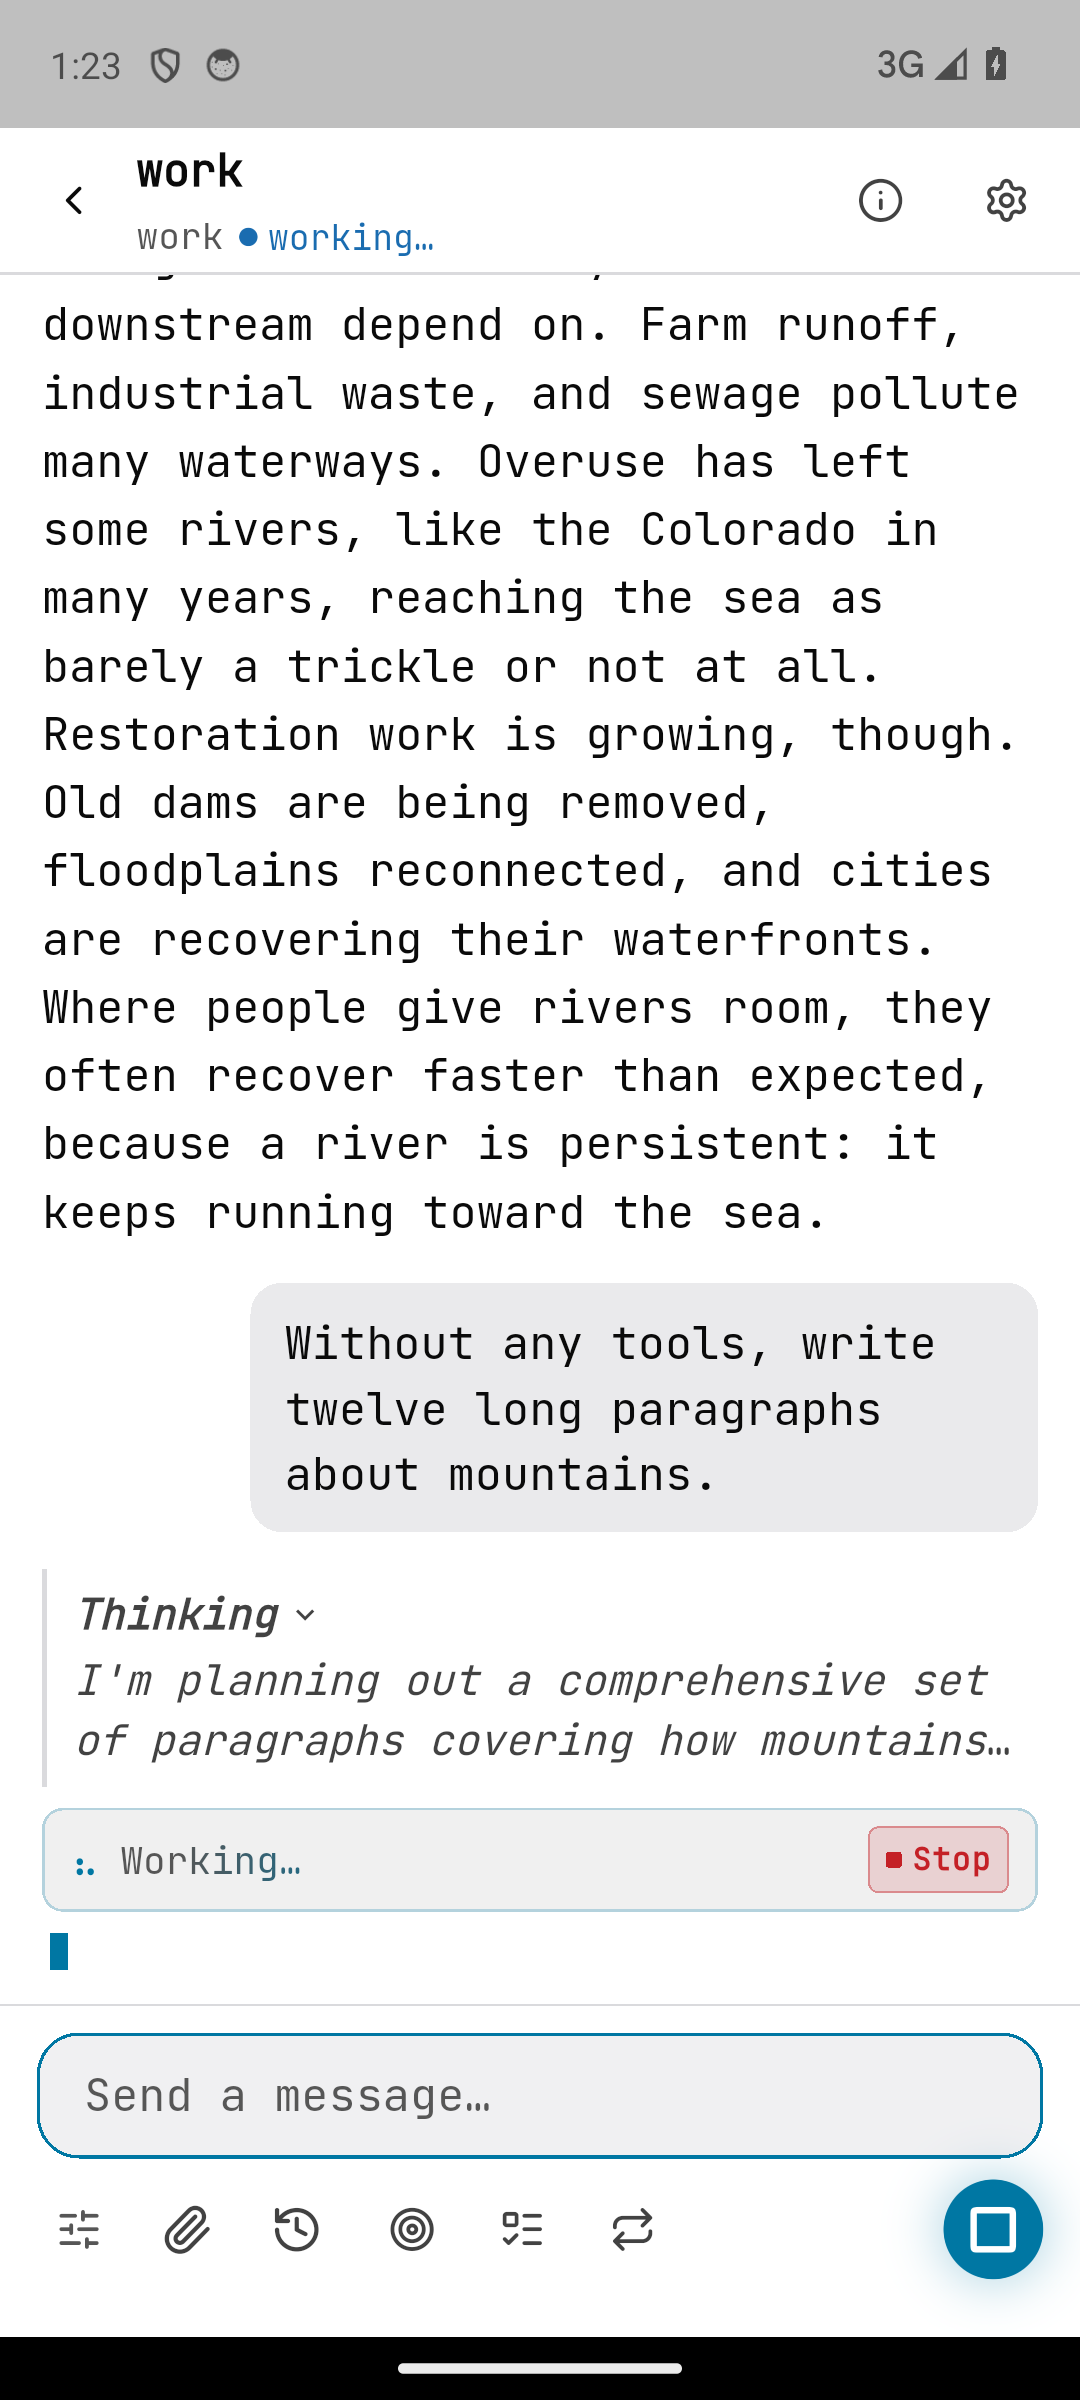 1:23
3G
work
work working…
downstream depend on. Farm runoff,
industrial waste, and sewage pollute
many waterways. Overuse has left
some rivers, like the Colorado in
many years, reaching the sea as
barely a trickle or not at all.
Restoration work is growing, though.
Old dams are being removed,
floodplains reconnected, and cities
are recovering their waterfronts.
Where people give rivers room, they
often recover faster than expected,
because a river is persistent: it
keeps running toward the sea.
Without any tools, write
twelve long paragraphs
about mountains.
Thinking
I'm planning out a comprehensive set
of paragraphs covering how mountains…
Working…
Stop
Send a message…